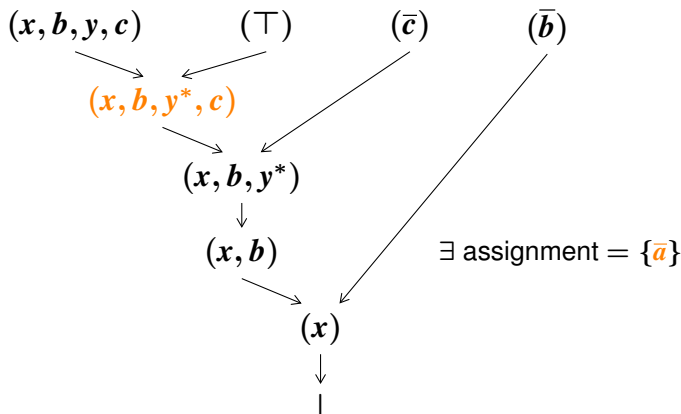 (x, b, y, c) (⊤) (c̅) (b̅)
(x, b, y*, c)
(x, b, y*)
(x, b) ∃ assignment = {a̅}
(x)